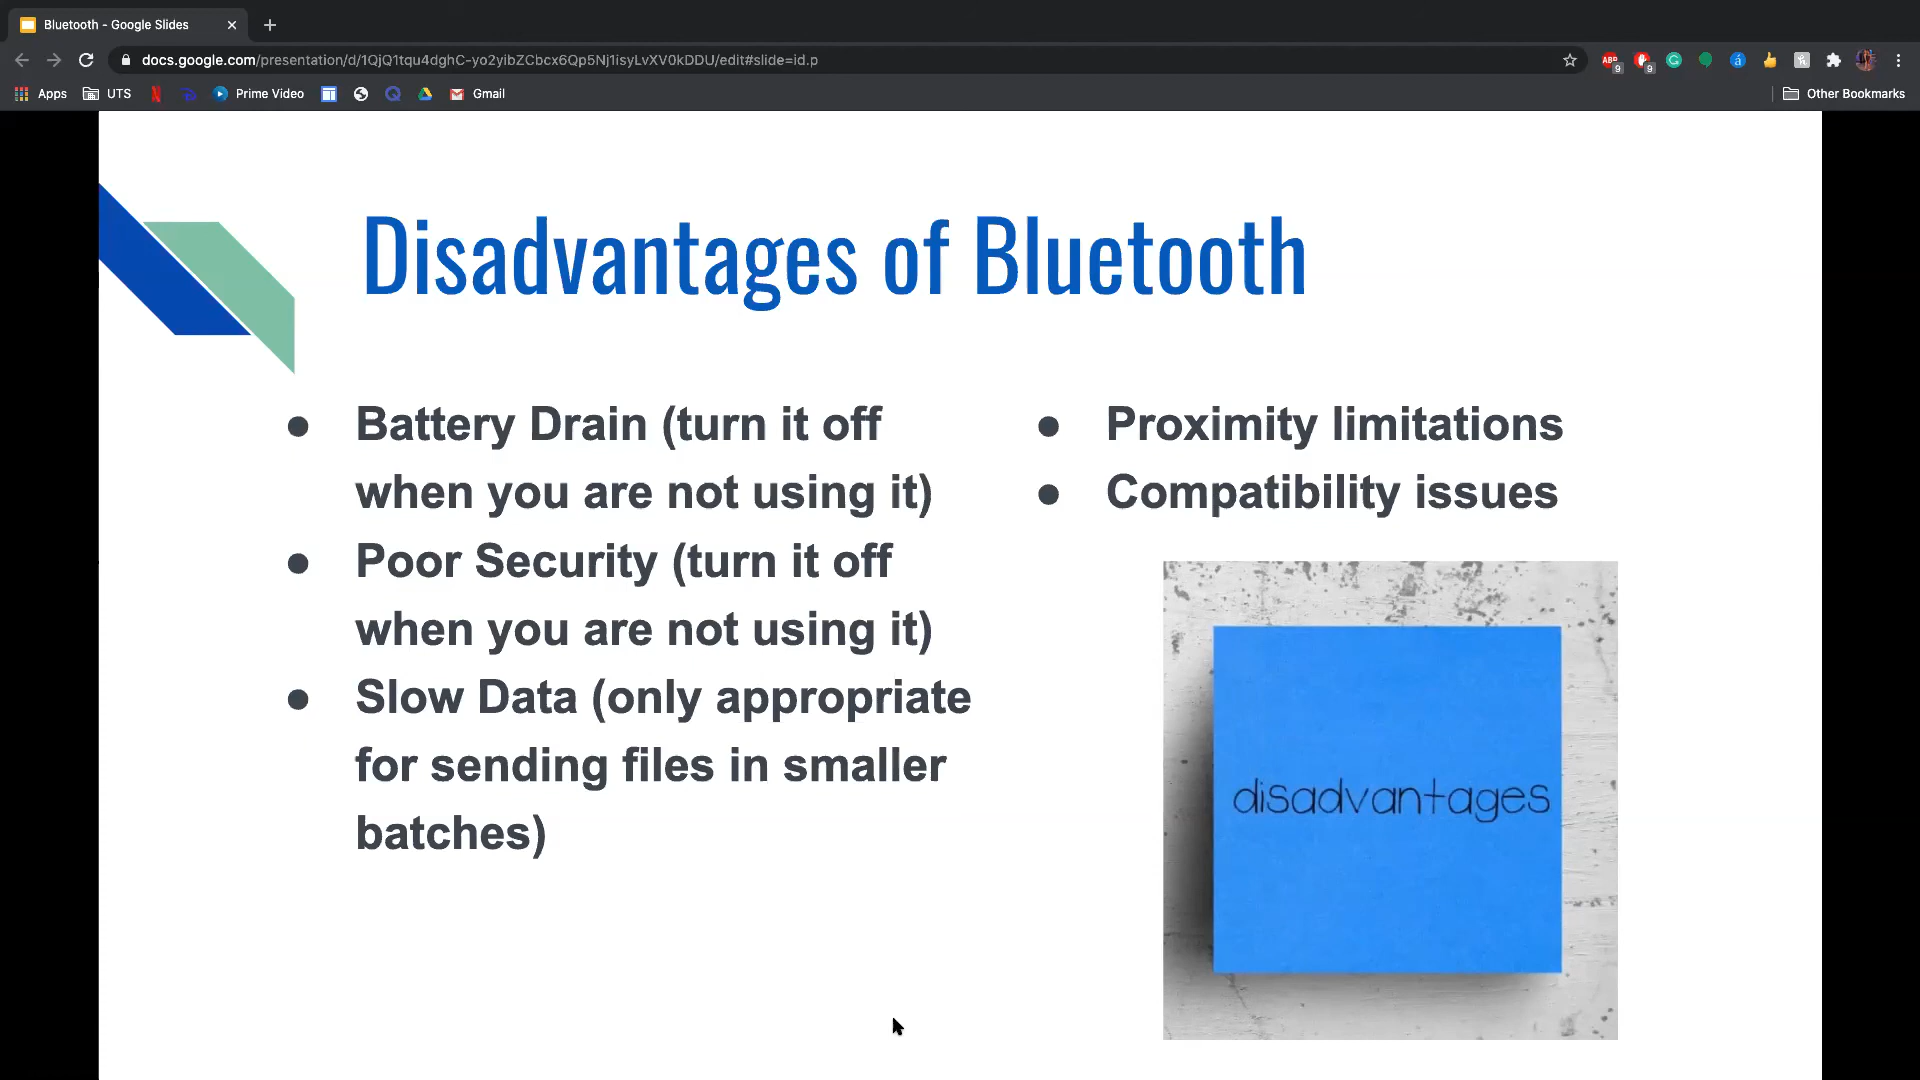 Bluetooth - Google Slides
docs.google.com/presentation/d/1QjQ1tqu4dghC-yo2yibZCbcx6Qp5Nj1isyLvXV0kDDU/edit#slide=id.p
ABP
9
9
Apps
UTS
Prime Video
Gmail
Other Bookmarks
Disadvantages of Bluetooth
● Battery Drain (turn it off
when you are not using it)
● Poor Security (turn it off
when you are not using it)
● Slow Data (only appropriate
for sending files in smaller
batches)
● Proximity limitations
● Compatibility issues
disadvantages